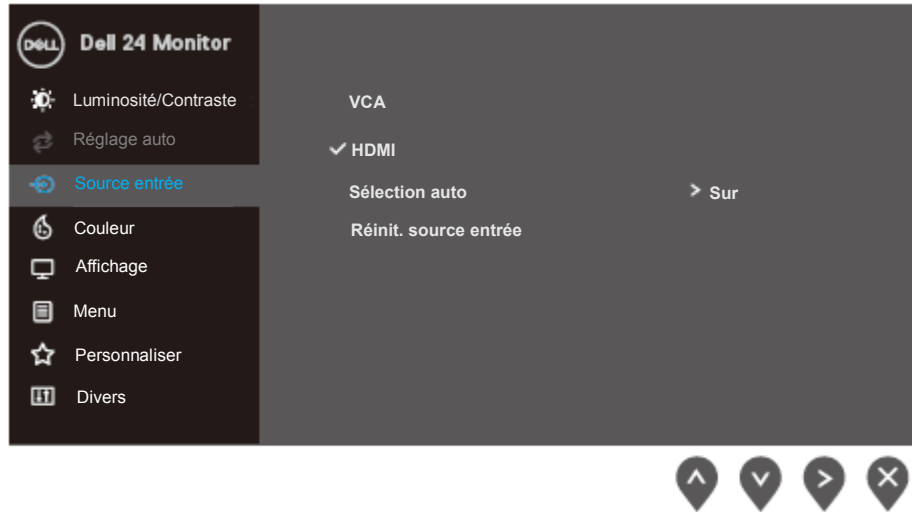 DELL Dell 24 Monitor
Luminosité/Contraste
Réglage auto
Source entrée
Couleur
Affichage
Menu
Personnaliser
Divers
VCA
HDMI
Sélection auto
Sur
Réinit. source entrée